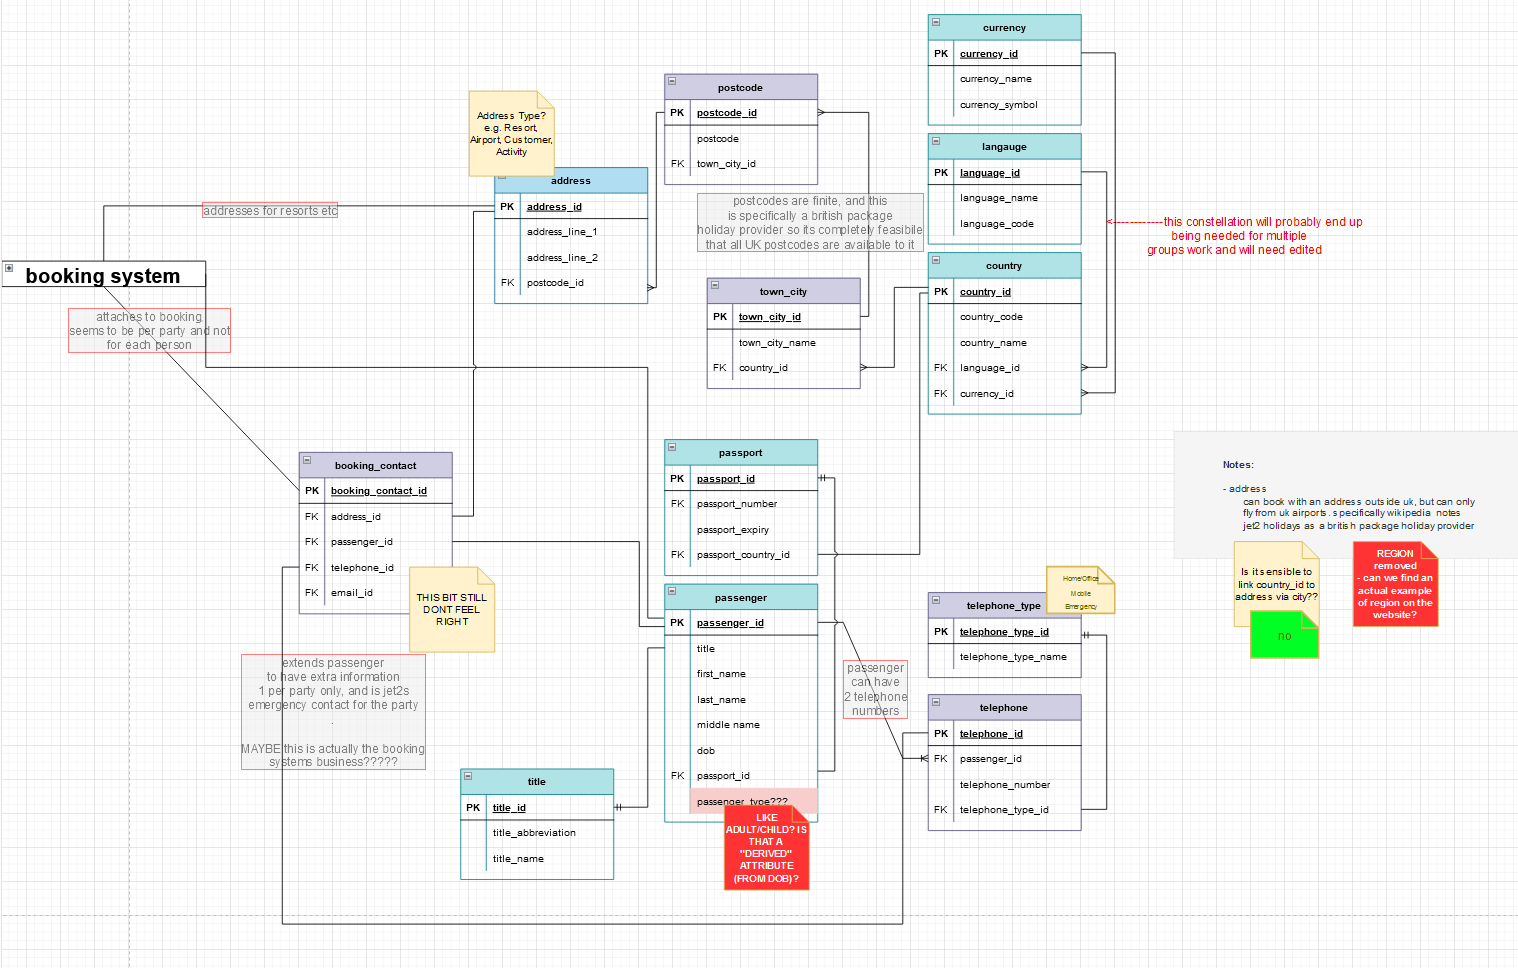 currency
PK currency_id
currency_name
currency_symbol
postcode
PK postcode_id
postcode
FK town_city_id
Address Type?
e.g. Resort,
Airport, Customer,
Activity
langauge
PK language_id
language_name
language_code
address
PK address_id
address_line_1
address_line_2
FK postcode_id
addresses for resorts etc
postcodes are finite, and this
is specifically a british package
holiday provider so its completely feasibile
that all UK postcodes are available to it
<------------this constellation will probably end up
being needed for multiple
groups work and will need edited
booking system
attaches to booking.
seems to be per party and not
for each person
town_city
PK town_city_id
town_city_name
FK country_id
country
PK country_id
country_code
country_name
FK language_id
FK currency_id
booking_contact
PK booking_contact_id
FK address_id
FK passenger_id
FK telephone_id
FK email_id
THIS BIT STILL
DONT FEEL
RIGHT
passport
PK passport_id
FK passport_number
passport_expiry
FK passport_country_id
Notes:
- address
can book with an address outside uk, but can only
fly from uk airports. specifically wikipedia notes
jet2 holidays as a british package holiday provider
Is it sensible to
link country_id to
address via city??
no
REGION
removed
- can we find an
actual example
of region on the
website?
passenger
PK passenger_id
title
first_name
last_name
middle name
dob
FK passport_id
passenger_type???
LIKE
ADULT/CHILD? IS
THAT A
"DERIVED"
ATTRIBUTE
(FROM DOB)?
Home/Office
Mobile
Emergency
telephone_type
PK telephone_type_id
telephone_type_name
extends passenger
to have extra information
1 per party only, and is jet2s
emergency contact for the party
.
MAYBE this is actually the booking
systems business?????
passenger
can have
2 telephone
numbers
telephone
PK telephone_id
FK passenger_id
telephone_number
FK telephone_type_id
title
PK title_id
title_abbreviation
title_name